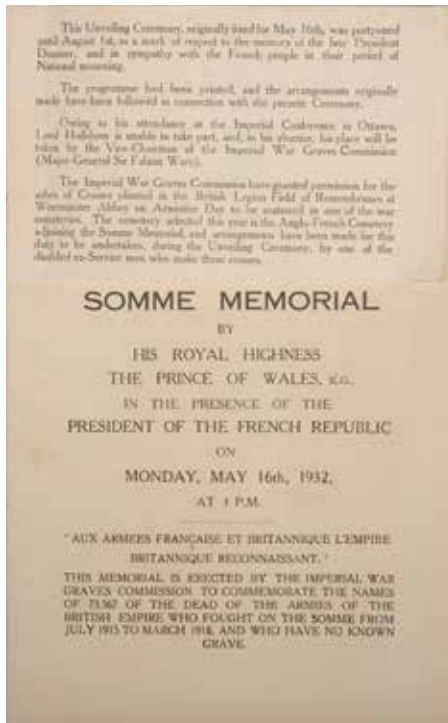 This Unveiling Ceremony, originally fixed for May 16th, was postponed
until August 1st, as a mark of respect to the memory of the late President
Doumer, and in sympathy with the French people in their period of
National mourning.
The programme had been printed, and the arrangements originally
made have been followed in connection with the present Ceremony.
Owing to his attendance at the Imperial Conference in Ottawa,
Lord Hailsham is unable to take part, and, in his absence, his place will be
taken by the Vice-Chairman of the Imperial War Graves Commission
(Major-General Sir Fabian Ware).
The Imperial War Graves Commission have granted permission for the
ashes of Crosses planted in the British Legion Field of Remembrance at
Westminster Abbey on Armistice Day to be scattered in one of the war
cemeteries. The cemetery selected this year is the Anglo-French Cemetery
adjoining the Somme Memorial, and arrangements have been made for this
duty to be undertaken, during the Unveiling Ceremony, by one of the
disabled ex-Service men who make these crosses.
SOMME MEMORIAL
BY
HIS ROYAL HIGHNESS
THE PRINCE OF WALES, K.G.
IN THE PRESENCE OF THE
PRESIDENT OF THE FRENCH REPUBLIC
ON
MONDAY, MAY 16th, 1932,
AT 3 P.M.
"AUX ARMEES FRANÇAISE ET BRITANNIQUE L'EMPIRE
BRITANNIQUE RECONNAISSANT."
THIS MEMORIAL IS ERECTED BY THE IMPERIAL WAR
GRAVES COMMISSION TO COMMEMORATE THE NAMES
OF 73,367 OF THE DEAD OF THE ARMIES OF THE
BRITISH EMPIRE WHO FOUGHT ON THE SOMME FROM
JULY 1915 TO MARCH 1918, AND WHO HAVE NO KNOWN
GRAVE.